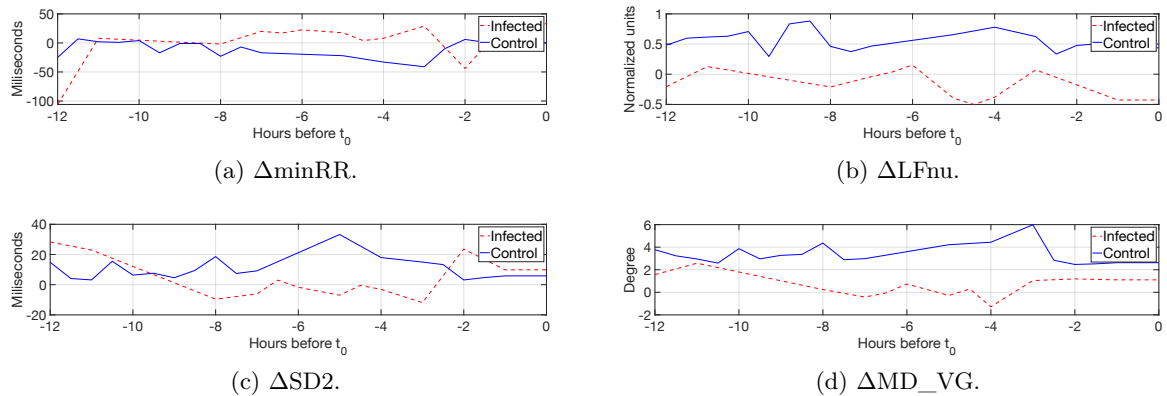 Miliseconds
50
0
-50
-100
-12
-10
-8
-6
-4
-2
0
Hours before t0
Infected
Control
(a) ΔminRR.
Normalized units
1
0.5
0
-0.5
-12
-10
-8
-6
-4
-2
0
Hours before t0
Infected
Control
(b) ΔLFnu.
Miliseconds
40
20
0
-20
-12
-10
-8
-6
-4
-2
0
Hours before t0
Infected
Control
(c) ΔSD2.
Degree
6
4
2
0
-2
-12
-10
-8
-6
-4
-2
0
Hours before t0
Infected
Control
(d) ΔMD_VG.